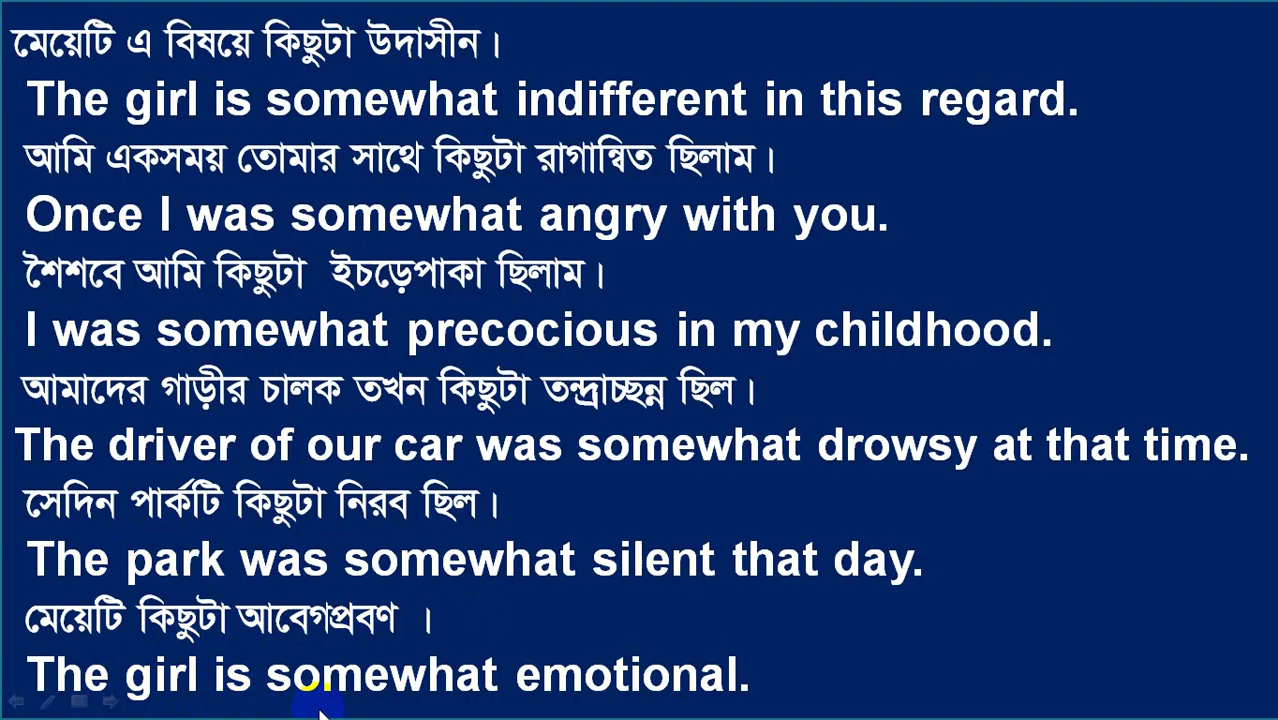 মেয়েটি এ বিষয়ে কিছুটা উদাসীন।
The girl is somewhat indifferent in this regard.
আমি একসময় তোমার সাথে কিছুটা রাগান্বিত ছিলাম।
Once I was somewhat angry with you.
শৈশবে আমি কিছুটা ইচড়েপাকা ছিলাম।
I was somewhat precocious in my childhood.
আমাদের গাড়ীর চালক তখন কিছুটা তন্দ্রাচ্ছন্ন ছিল।
The driver of our car was somewhat drowsy at that time.
সেদিন পার্কটি কিছুটা নিরব ছিল।
The park was somewhat silent that day.
মেয়েটি কিছুটা আবেগপ্রবণ ।
The girl is somewhat emotional.